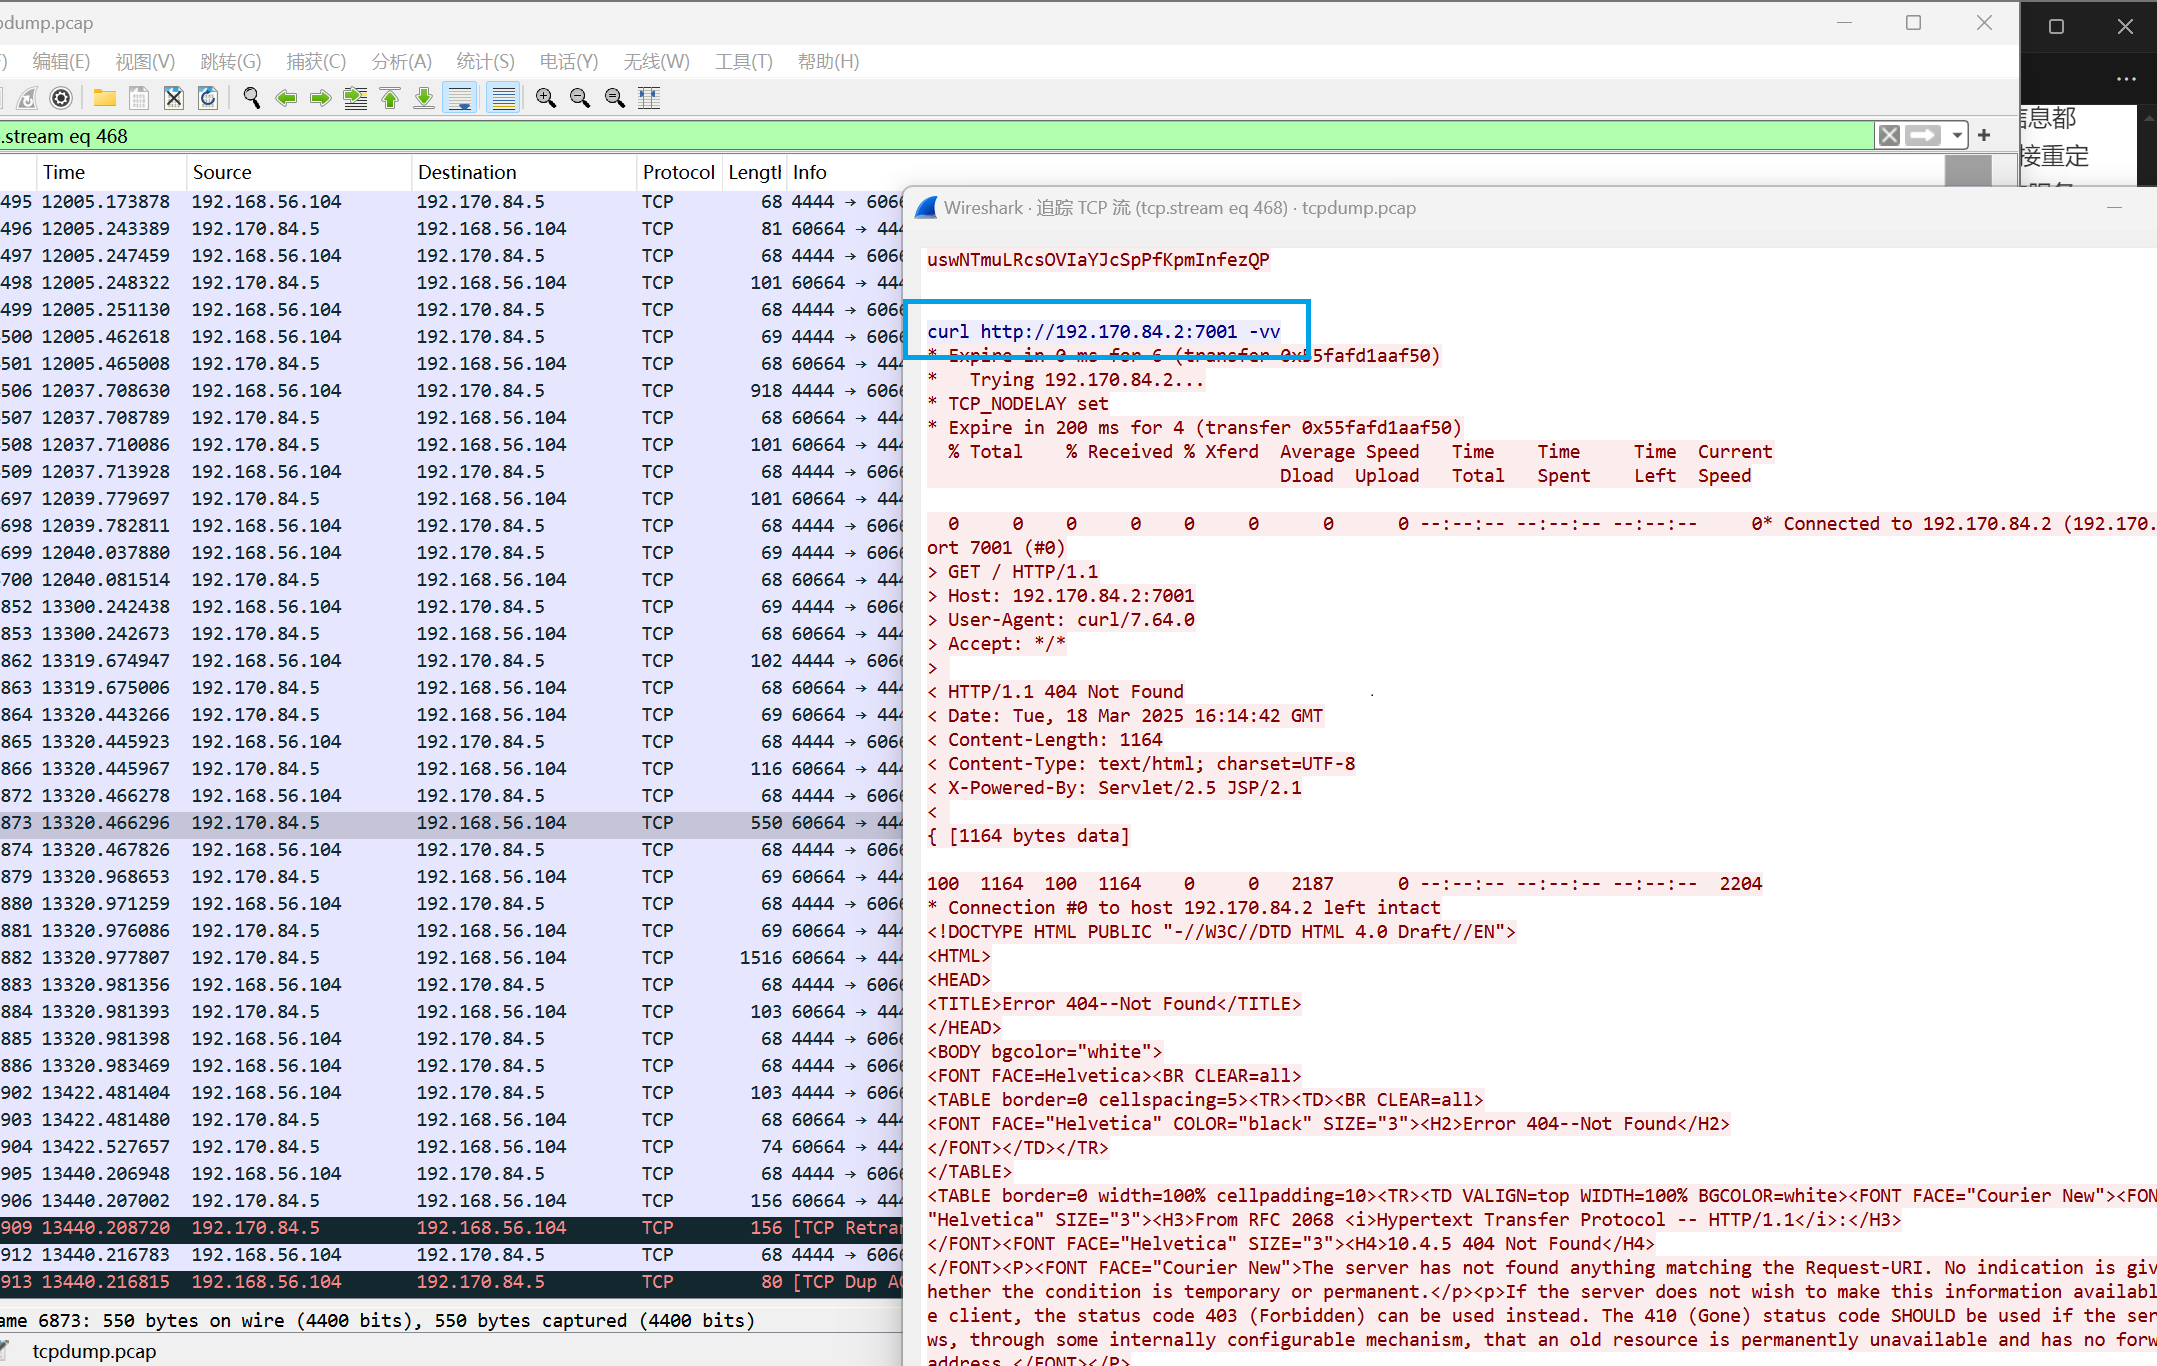 dump.pcap
编辑(E) 视图(V) 跳转(G) 捕获(C) 分析(A) 统计(S) 电话(Y) 无线(W) 工具(T) 帮助(H)
.stream eq 468
信息都
接重定
Time Source Destination Protocol Lengtl Info
495 12005.173878 192.168.56.104 192.170.84.5 TCP 68 4444 → 6066
496 12005.243389 192.170.84.5 192.168.56.104 TCP 81 60664 → 444
497 12005.247459 192.168.56.104 192.170.84.5 TCP 68 4444 → 6066
498 12005.248322 192.170.84.5 192.168.56.104 TCP 101 60664 → 444
499 12005.251130 192.168.56.104 192.170.84.5 TCP 68 4444 → 6066
500 12005.462618 192.168.56.104 192.170.84.5 TCP 69 4444 → 6066
501 12005.465008 192.170.84.5 192.168.56.104 TCP 68 60664 → 444
506 12037.708630 192.168.56.104 192.170.84.5 TCP 918 4444 → 6066
507 12037.708789 192.170.84.5 192.168.56.104 TCP 68 60664 → 444
508 12037.710086 192.170.84.5 192.168.56.104 TCP 101 60664 → 444
509 12037.713928 192.168.56.104 192.170.84.5 TCP 68 4444 → 6066
697 12039.779697 192.170.84.5 192.168.56.104 TCP 101 60664 → 444
698 12039.782811 192.168.56.104 192.170.84.5 TCP 68 4444 → 6066
699 12040.037880 192.168.56.104 192.170.84.5 TCP 69 4444 → 6066
700 12040.081514 192.170.84.5 192.168.56.104 TCP 68 60664 → 444
852 13300.242438 192.168.56.104 192.170.84.5 TCP 69 4444 → 6066
853 13300.242673 192.170.84.5 192.168.56.104 TCP 68 60664 → 444
862 13319.674947 192.168.56.104 192.170.84.5 TCP 102 4444 → 6066
863 13319.675006 192.170.84.5 192.168.56.104 TCP 68 60664 → 444
864 13320.443266 192.170.84.5 192.168.56.104 TCP 69 60664 → 444
865 13320.445923 192.168.56.104 192.170.84.5 TCP 68 4444 → 6066
866 13320.445967 192.170.84.5 192.168.56.104 TCP 116 60664 → 444
872 13320.466278 192.168.56.104 192.170.84.5 TCP 68 4444 → 6066
873 13320.466296 192.170.84.5 192.168.56.104 TCP 550 60664 → 444
874 13320.467826 192.168.56.104 192.170.84.5 TCP 68 4444 → 6066
879 13320.968653 192.170.84.5 192.168.56.104 TCP 69 60664 → 444
880 13320.971259 192.168.56.104 192.170.84.5 TCP 68 4444 → 6066
881 13320.976086 192.170.84.5 192.168.56.104 TCP 69 60664 → 444
882 13320.977807 192.170.84.5 192.168.56.104 TCP 1516 60664 → 444
883 13320.981356 192.168.56.104 192.170.84.5 TCP 68 4444 → 6066
884 13320.981393 192.170.84.5 192.168.56.104 TCP 103 60664 → 444
885 13320.981398 192.168.56.104 192.170.84.5 TCP 68 4444 → 6066
886 13320.983469 192.168.56.104 192.170.84.5 TCP 68 4444 → 6066
902 13422.481404 192.168.56.104 192.170.84.5 TCP 103 4444 → 6066
903 13422.481480 192.170.84.5 192.168.56.104 TCP 68 60664 → 444
904 13422.527657 192.170.84.5 192.168.56.104 TCP 74 60664 → 444
905 13440.206948 192.168.56.104 192.170.84.5 TCP 68 4444 → 6066
906 13440.207002 192.170.84.5 192.168.56.104 TCP 156 60664 → 444
909 13440.208720 192.170.84.5 192.168.56.104 TCP 156 [TCP Retran
912 13440.216783 192.168.56.104 192.170.84.5 TCP 68 4444 → 6066
913 13440.216815 192.168.56.104 192.170.84.5 TCP 80 [TCP Dup AC
ame 6873: 550 bytes on wire (4400 bits), 550 bytes captured (4400 bits)
tcpdump.pcap
Wireshark · 追踪 TCP 流 (tcp.stream eq 468) · tcpdump.pcap
uswNTmuLRcsOVIaYJcSpPfKpmInfezQP
curl http://192.170.84.2:7001 -vv
* Expire in 0 ms for 6 (transfer 0x55fafd1aaf50)
*   Trying 192.170.84.2...
* TCP_NODELAY set
* Expire in 200 ms for 4 (transfer 0x55fafd1aaf50)
% Total % Received % Xferd Average Speed Time Time Time Current
Dload Upload Total Spent Left Speed
0 0 0 0 0 0 0 0 --:--:-- --:--:-- --:--:-- 0* Connected to 192.170.84.2 (192.170.
ort 7001 (#0)
> GET / HTTP/1.1
> Host: 192.170.84.2:7001
> User-Agent: curl/7.64.0
> Accept: */*
>
< HTTP/1.1 404 Not Found
< Date: Tue, 18 Mar 2025 16:14:42 GMT
< Content-Length: 1164
< Content-Type: text/html; charset=UTF-8
< X-Powered-By: Servlet/2.5 JSP/2.1
<
{ [1164 bytes data]
100 1164 100 1164 0 0 2187 0 --:--:-- --:--:-- --:--:-- 2204
* Connection #0 to host 192.170.84.2 left intact
<!DOCTYPE HTML PUBLIC "-//W3C//DTD HTML 4.0 Draft//EN">
<HTML>
<HEAD>
<TITLE>Error 404--Not Found</TITLE>
</HEAD>
<BODY bgcolor="white">
<FONT FACE=Helvetica><BR CLEAR=all>
<TABLE border=0 cellspacing=5><TR><TD><BR CLEAR=all>
<FONT FACE="Helvetica" COLOR="black" SIZE="3"><H2>Error 404--Not Found</H2>
</FONT></TD></TR>
</TABLE>
<TABLE border=0 width=100% cellpadding=10><TR><TD VALIGN=top WIDTH=100% BGCOLOR=white><FONT FACE="Courier New"><FON
"Helvetica" SIZE="3"><H3>From RFC 2068 <i>Hypertext Transfer Protocol -- HTTP/1.1</i>:</H3>
</FONT><FONT FACE="Helvetica" SIZE="3"><H4>10.4.5 404 Not Found</H4>
</FONT><P><FONT FACE="Courier New">The server has not found anything matching the Request-URI. No indication is giv
hether the condition is temporary or permanent.</p><p>If the server does not wish to make this information availabl
e client, the status code 403 (Forbidden) can be used instead. The 410 (Gone) status code SHOULD be used if the ser
ws, through some internally configurable mechanism, that an old resource is permanently unavailable and has no forw
address.</FONT></P>